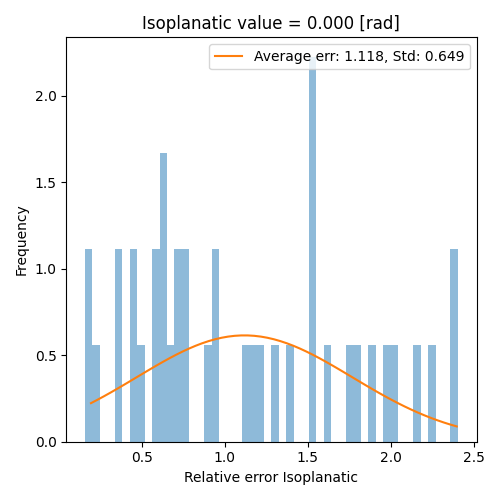 Isoplanatic value = 0.000 [rad]
Average err: 1.118, Std: 0.649
Frequency
2.0
1.5
1.0
0.5
0.0
0.5 1.0 1.5 2.0 2.5
Relative error Isoplanatic